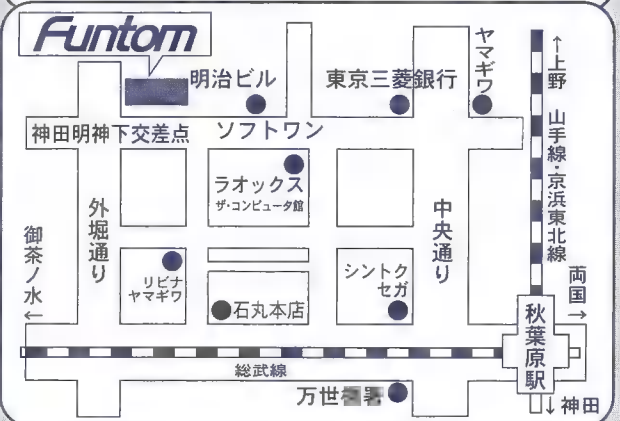 Funtom
明治ビル
東京三菱銀行
ヤマギワ
↑上野
山手線・京浜東北線
神田明神下交差点
ソフトワン
ラオックス
ザ・コンピュータ館
外堀通り
中央通り
御茶ノ水
←
リビナ
ヤマギワ
石丸本店
シントク
セガ
両国
→
秋葉原駅
総武線
万世
↓神田